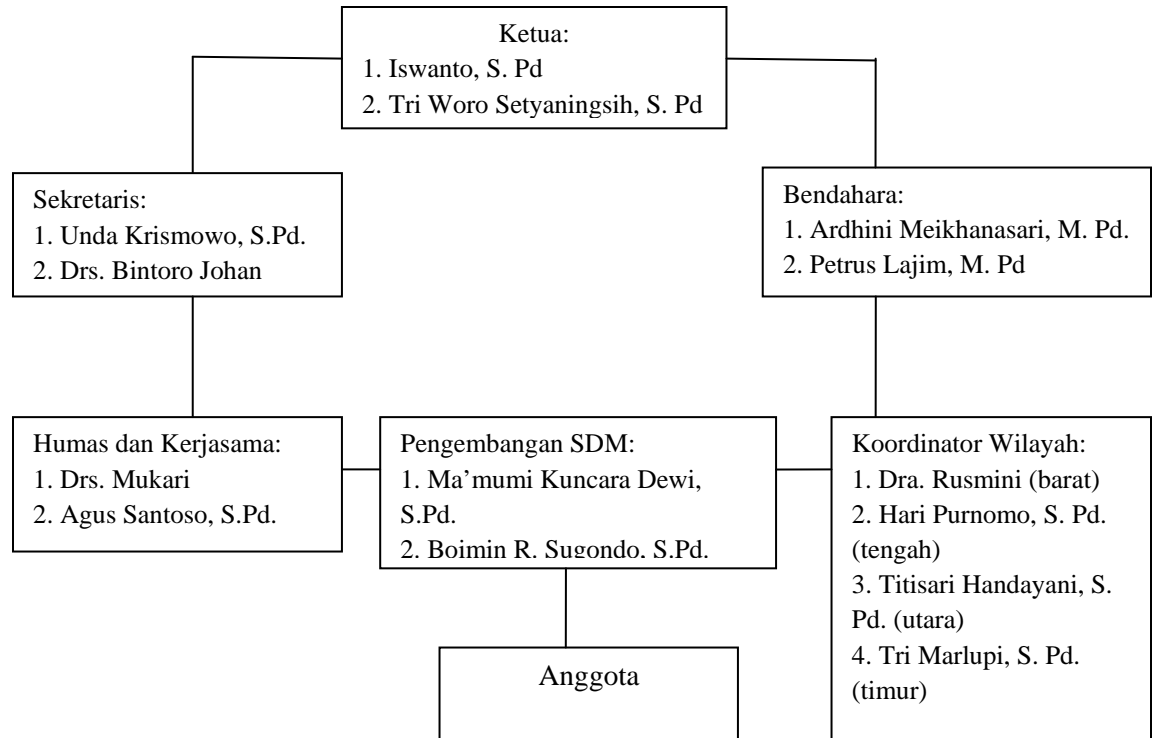 Ketua:
1. Iswanto, S. Pd
2. Tri Woro Setyaningsih, S. Pd
Sekretaris:
1. Unda Krismowo, S.Pd.
2. Drs. Bintoro Johan
Bendahara:
1. Ardhini Meikhanasari, M. Pd.
2. Petrus Lajim, M. Pd
Humas dan Kerjasama:
1. Drs. Mukari
2. Agus Santoso, S.Pd.
Pengembangan SDM:
1. Ma’mumi Kuncara Dewi,
S.Pd.
2. Boimin R. Sugondo, S.Pd.
Koordinator Wilayah:
1. Dra. Rusmini (barat)
2. Hari Purnomo, S. Pd.
(tengah)
3. Titisari Handayani, S.
Pd. (utara)
4. Tri Marlupi, S. Pd.
(timur)
Anggota